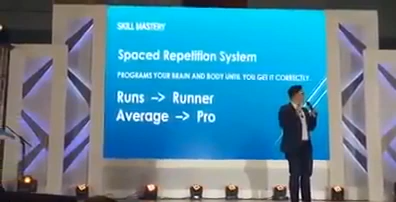 SKILL MASTERY
Spaced Repetition System
PROGRAMS YOUR BRAIN AND BODY UNTIL YOU GET IT CORRECTLY
Runs -> Runner
Average -> Pro